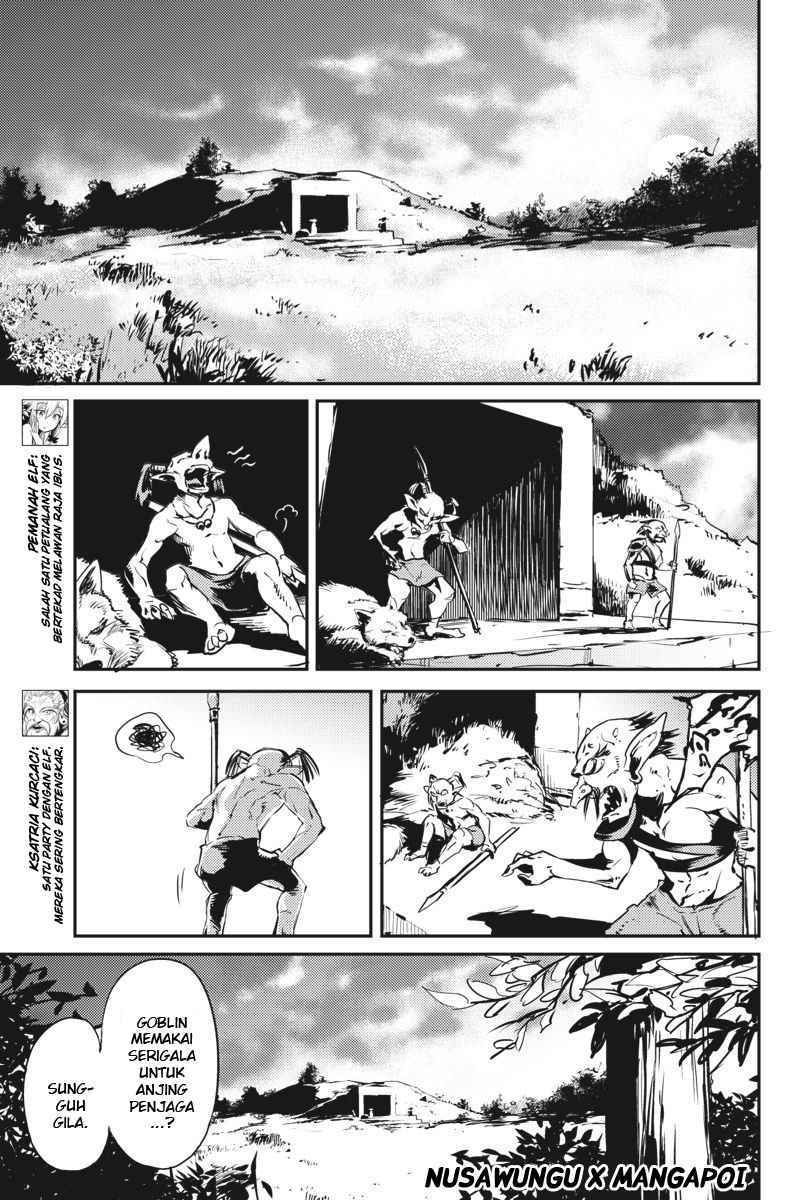 PEMANAH ELF:
SALAH SATU PETUALANG YANG
BERTEKAD MELAWAN RAJA IBLIS.
KSATRIA KURCACI:
SATU PARTY DENGAN ELF.
MEREKA SERING BERTENGKAR.
GOBLIN
MEMAKAI
SERIGALA
UNTUK
ANJING
PENJAGA
...?
SUNG-
GUH
GILA.
NUSAWUNGU X MANGAPOI